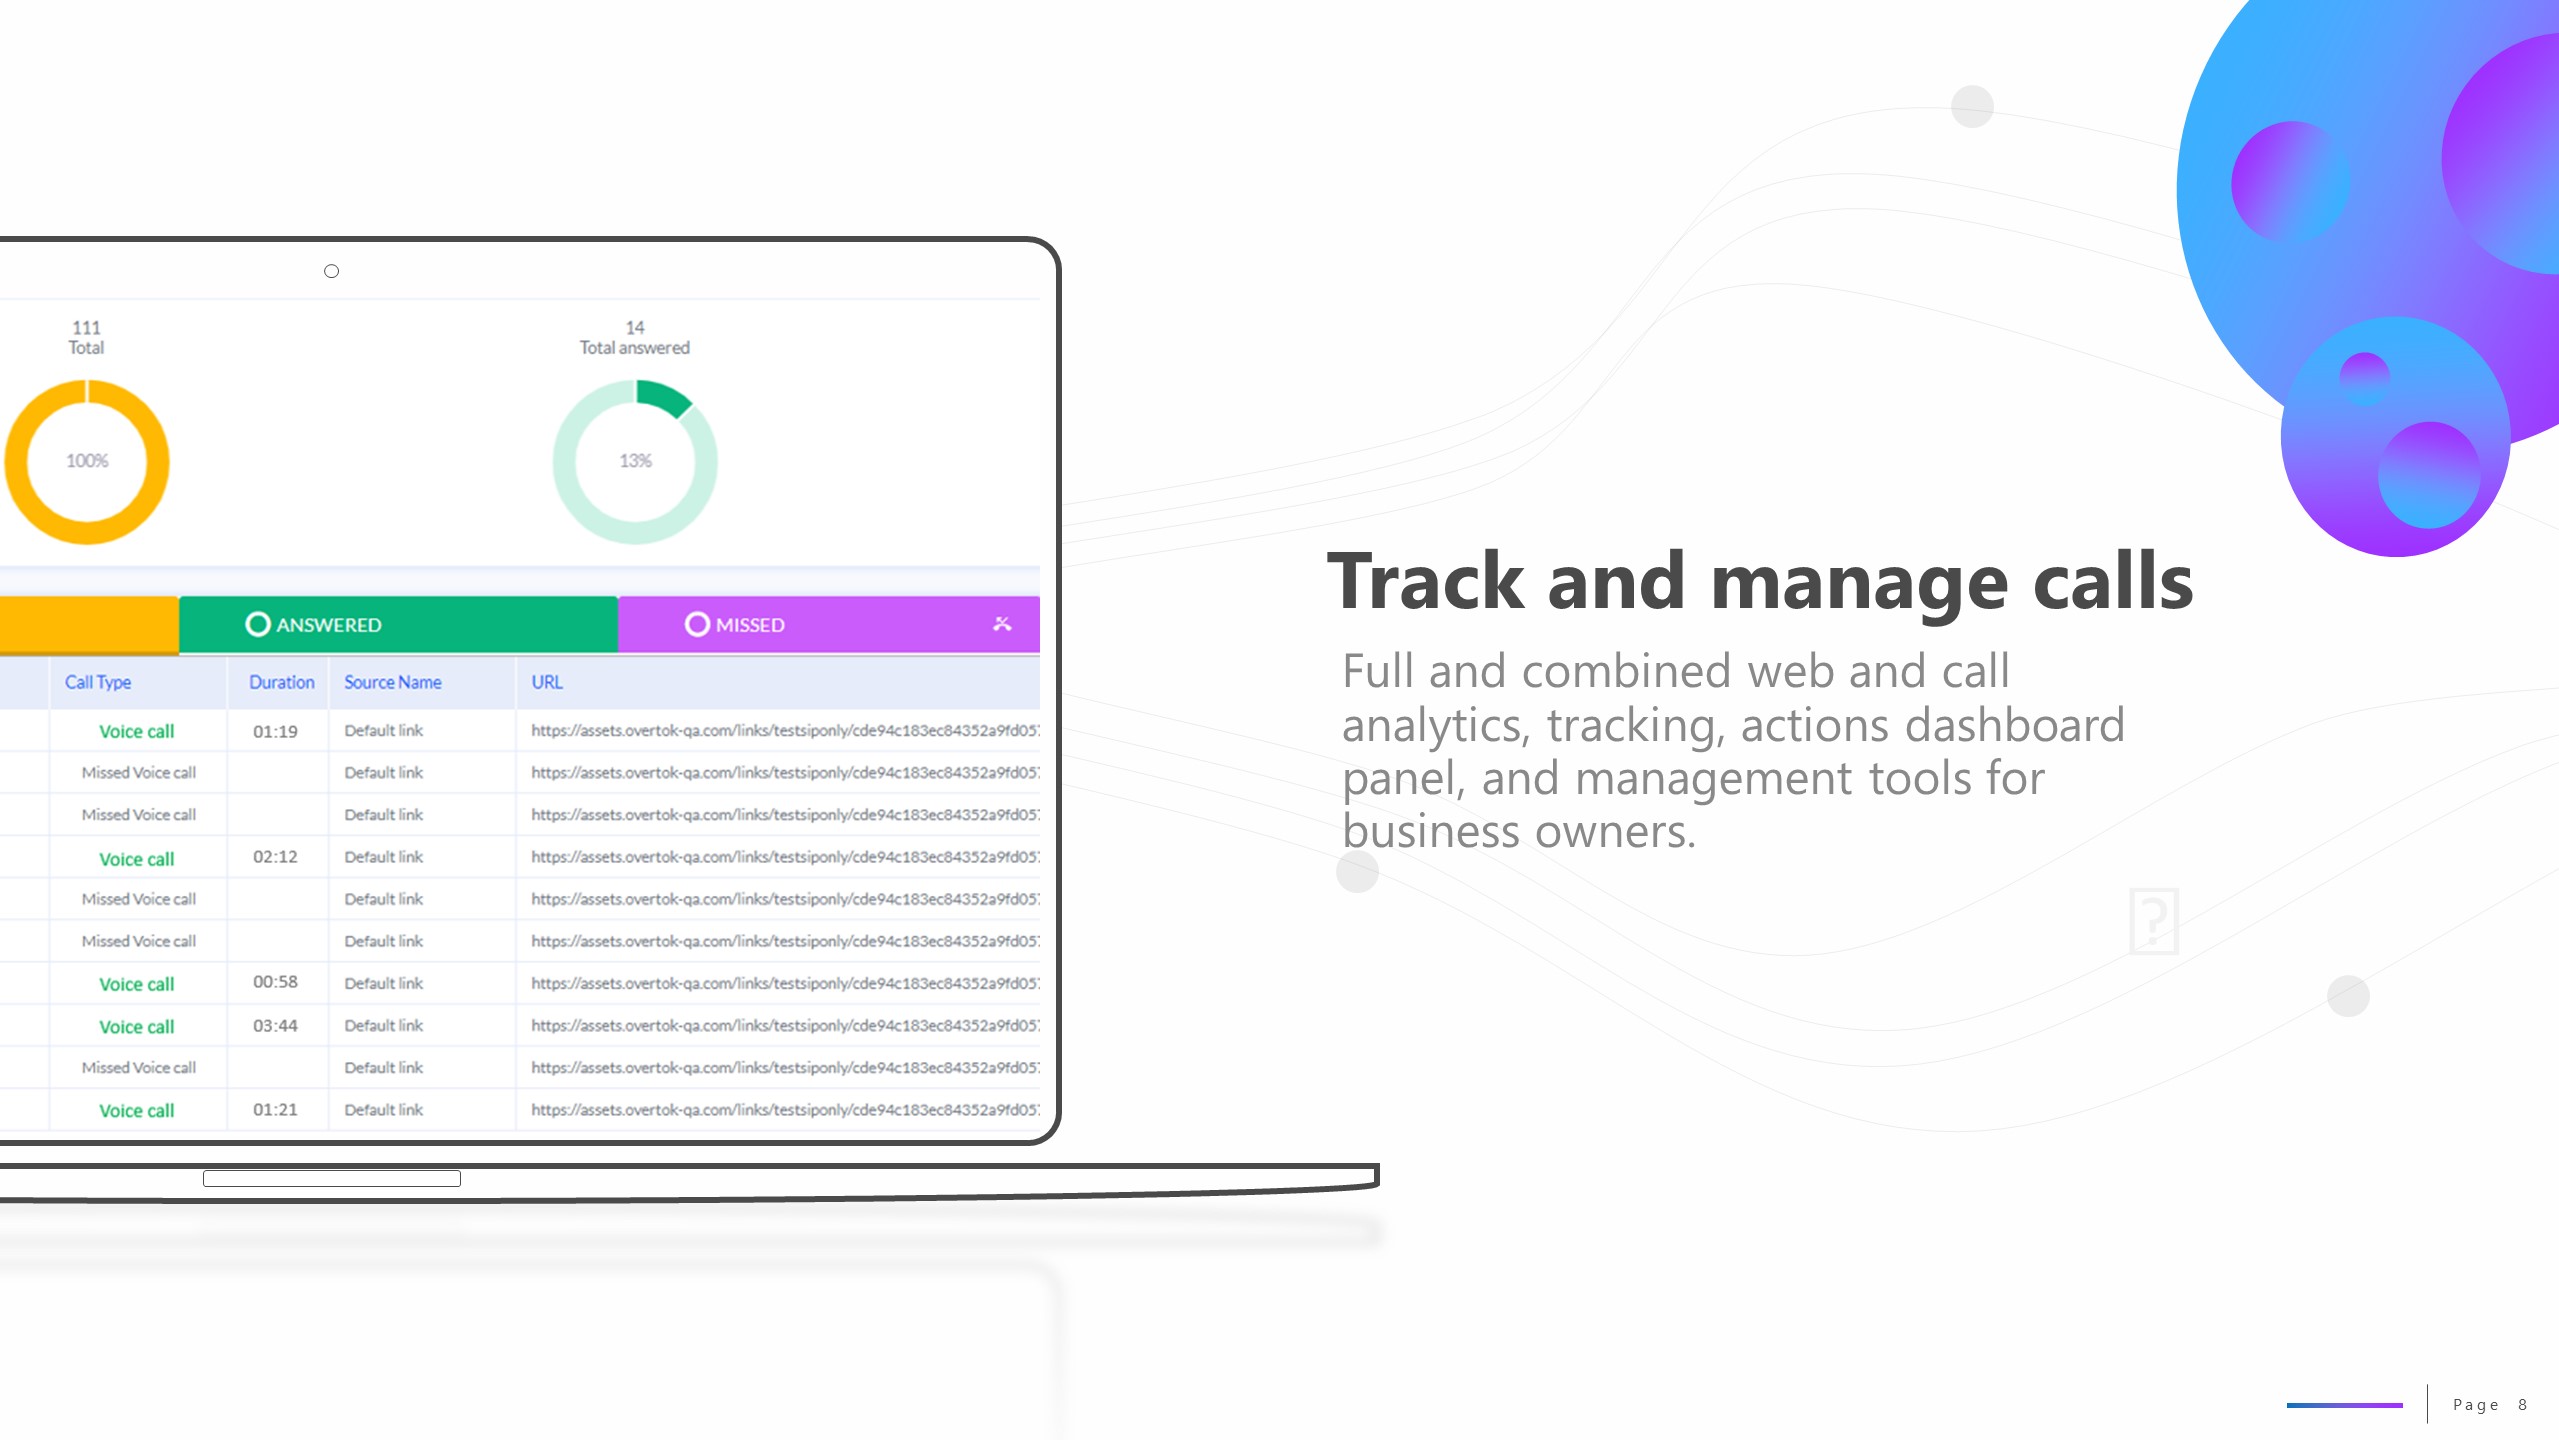 111
Total
14
Total answered
100%
13%
ANSWERED
MISSED
Call Type Duration Source Name URL
Voice call 01:19 Default link https://assets.overtok-qa.com/links/testsiponly/cde94c183ec84352a9fd05
Missed Voice call Default link https://assets.overtok-qa.com/links/testsiponly/cde94c183ec84352a9fd05
Missed Voice call Default link https://assets.overtok-qa.com/links/testsiponly/cde94c183ec84352a9fd05
Voice call 02:12 Default link https://assets.overtok-qa.com/links/testsiponly/cde94c183ec84352a9fd05
Missed Voice call Default link https://assets.overtok-qa.com/links/testsiponly/cde94c183ec84352a9fd05
Missed Voice call Default link https://assets.overtok-qa.com/links/testsiponly/cde94c183ec84352a9fd05
Voice call 00:58 Default link https://assets.overtok-qa.com/links/testsiponly/cde94c183ec84352a9fd05
Voice call 03:44 Default link https://assets.overtok-qa.com/links/testsiponly/cde94c183ec84352a9fd05
Missed Voice call Default link https://assets.overtok-qa.com/links/testsiponly/cde94c183ec84352a9fd05
Voice call 01:21 Default link https://assets.overtok-qa.com/links/testsiponly/cde94c183ec84352a9fd05
Track and manage calls
Full and combined web and call
analytics, tracking, actions dashboard
panel, and management tools for
business owners.
Page 8